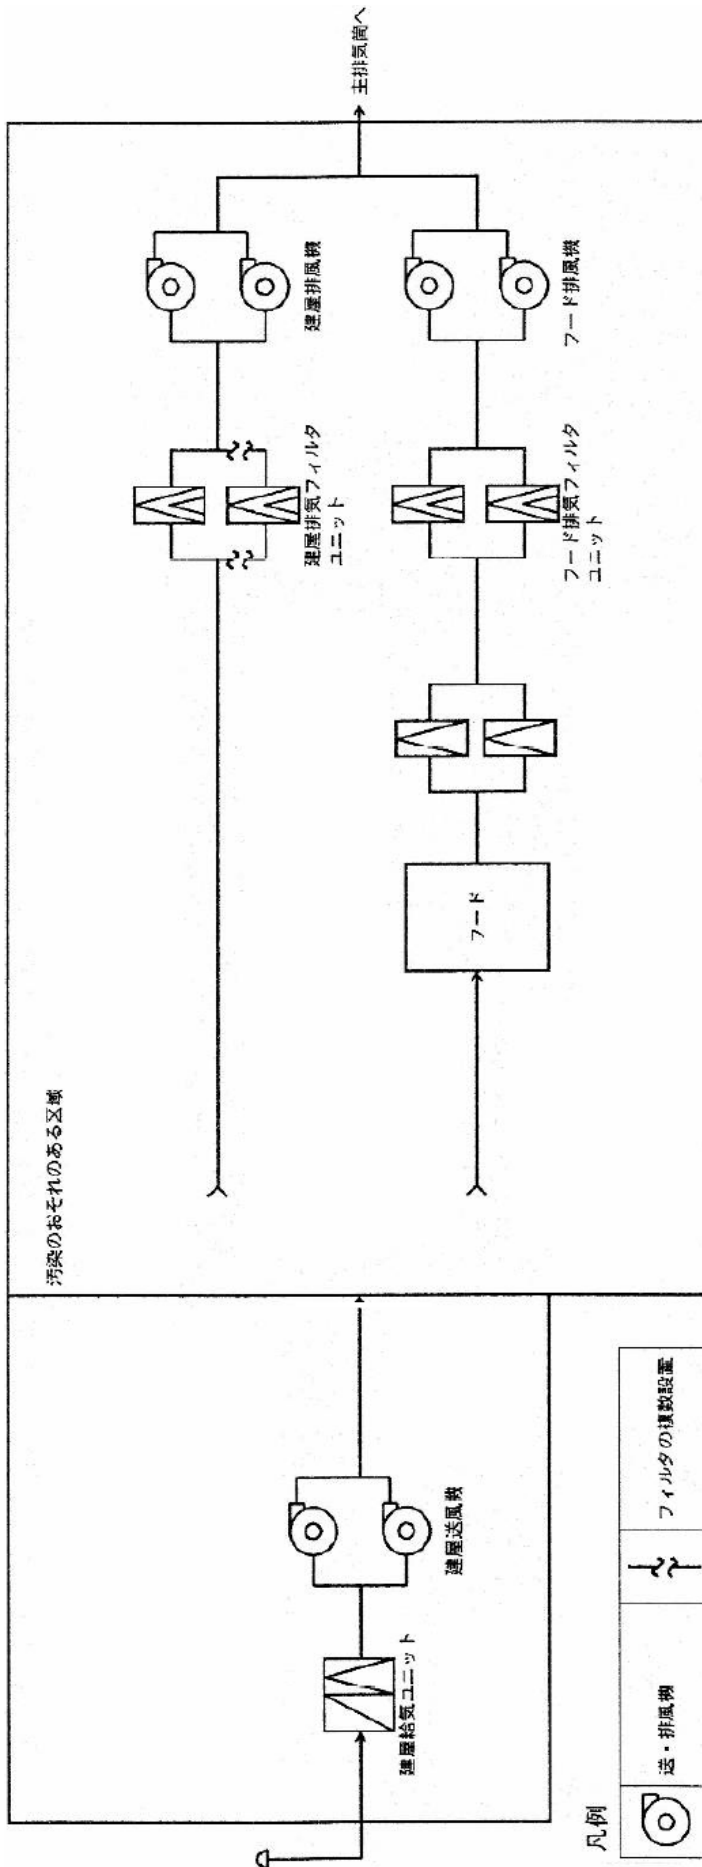 汚染のおそれのある区域
主排気筒へ
建屋排風機
建屋排気フィルタ
ユニット
フード排風機
フード排気フィルタ
ユニット
フード
建屋送風機
建屋給気ユニット
凡例
送・排風機
フィルタの複数設置